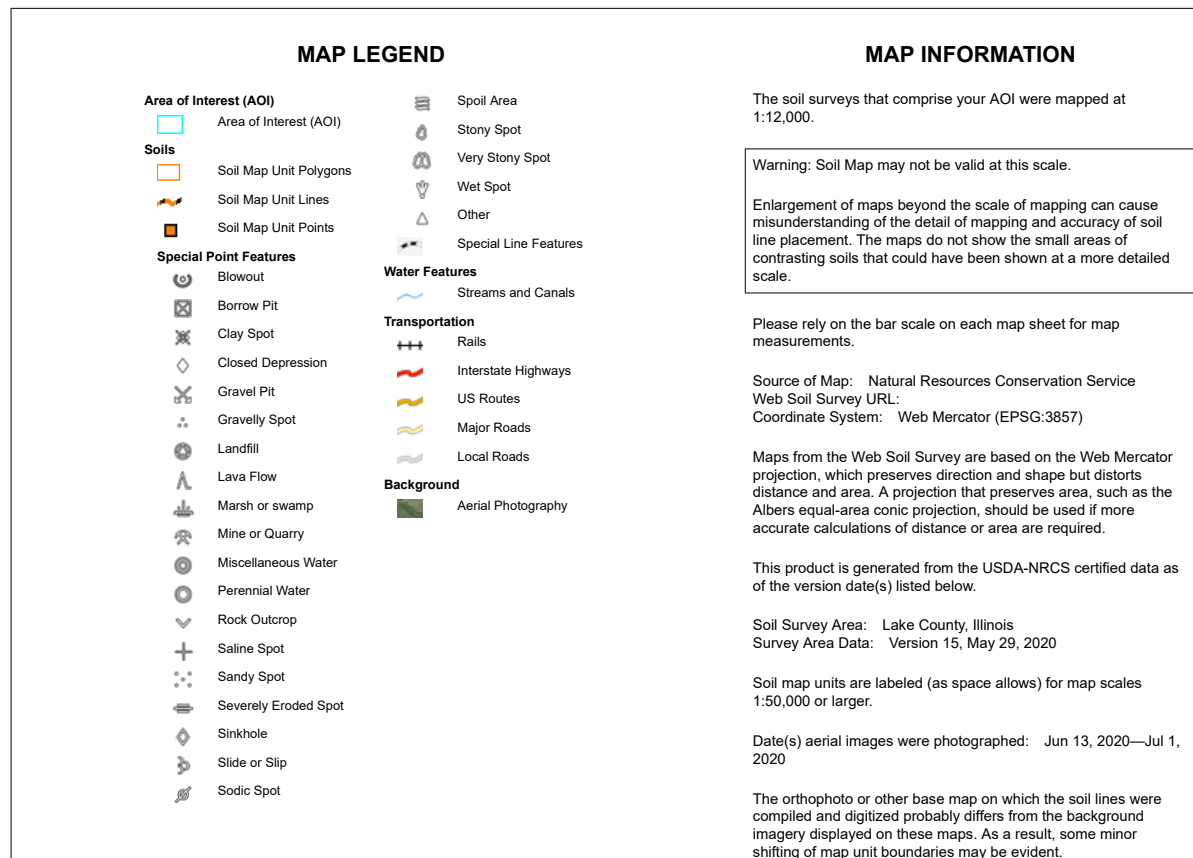 MAP LEGEND
Area of Interest (AOI)
Area of Interest (AOI)
Soils
Soil Map Unit Polygons
Soil Map Unit Lines
Soil Map Unit Points
Special Point Features
Blowout
Borrow Pit
Clay Spot
Closed Depression
Gravel Pit
Gravelly Spot
Landfill
Lava Flow
Marsh or swamp
Mine or Quarry
Miscellaneous Water
Perennial Water
Rock Outcrop
Saline Spot
Sandy Spot
Severely Eroded Spot
Sinkhole
Slide or Slip
Sodic Spot
Spoil Area
Stony Spot
Very Stony Spot
Wet Spot
Other
Special Line Features
Water Features
Streams and Canals
Transportation
Rails
Interstate Highways
US Routes
Major Roads
Local Roads
Background
Aerial Photography
MAP INFORMATION
The soil surveys that comprise your AOI were mapped at
1:12,000.
Warning: Soil Map may not be valid at this scale.
Enlargement of maps beyond the scale of mapping can cause
misunderstanding of the detail of mapping and accuracy of soil
line placement. The maps do not show the small areas of
contrasting soils that could have been shown at a more detailed
scale.
Please rely on the bar scale on each map sheet for map
measurements.
Source of Map: Natural Resources Conservation Service
Web Soil Survey URL:
Coordinate System: Web Mercator (EPSG:3857)
Maps from the Web Soil Survey are based on the Web Mercator
projection, which preserves direction and shape but distorts
distance and area. A projection that preserves area, such as the
Albers equal-area conic projection, should be used if more
accurate calculations of distance or area are required.
This product is generated from the USDA-NRCS certified data as
of the version date(s) listed below.
Soil Survey Area: Lake County, Illinois
Survey Area Data: Version 15, May 29, 2020
Soil map units are labeled (as space allows) for map scales
1:50,000 or larger.
Date(s) aerial images were photographed: Jun 13, 2020—Jul 1,
2020
The orthophoto or other base map on which the soil lines were
compiled and digitized probably differs from the background
imagery displayed on these maps. As a result, some minor
shifting of map unit boundaries may be evident.